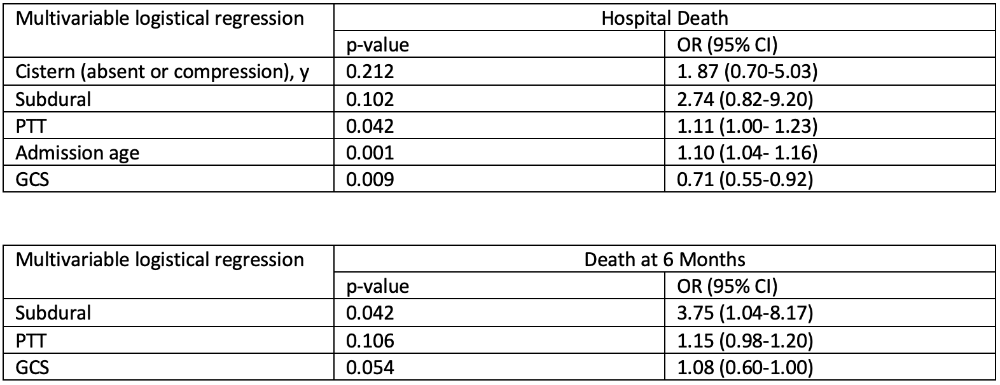 Multivariable logistical regression Hospital Death
p-value OR (95% CI)
Cistern (absent or compression), y 0.212 1. 87 (0.70-5.03)
Subdural 0.102 2.74 (0.82-9.20)
PTT 0.042 1.11 (1.00- 1.23)
Admission age 0.001 1.10 (1.04- 1.16)
GCS 0.009 0.71 (0.55-0.92)
Multivariable logistical regression Death at 6 Months
p-value OR (95% CI)
Subdural 0.042 3.75 (1.04-8.17)
PTT 0.106 1.15 (0.98-1.20)
GCS 0.054 1.08 (0.60-1.00)